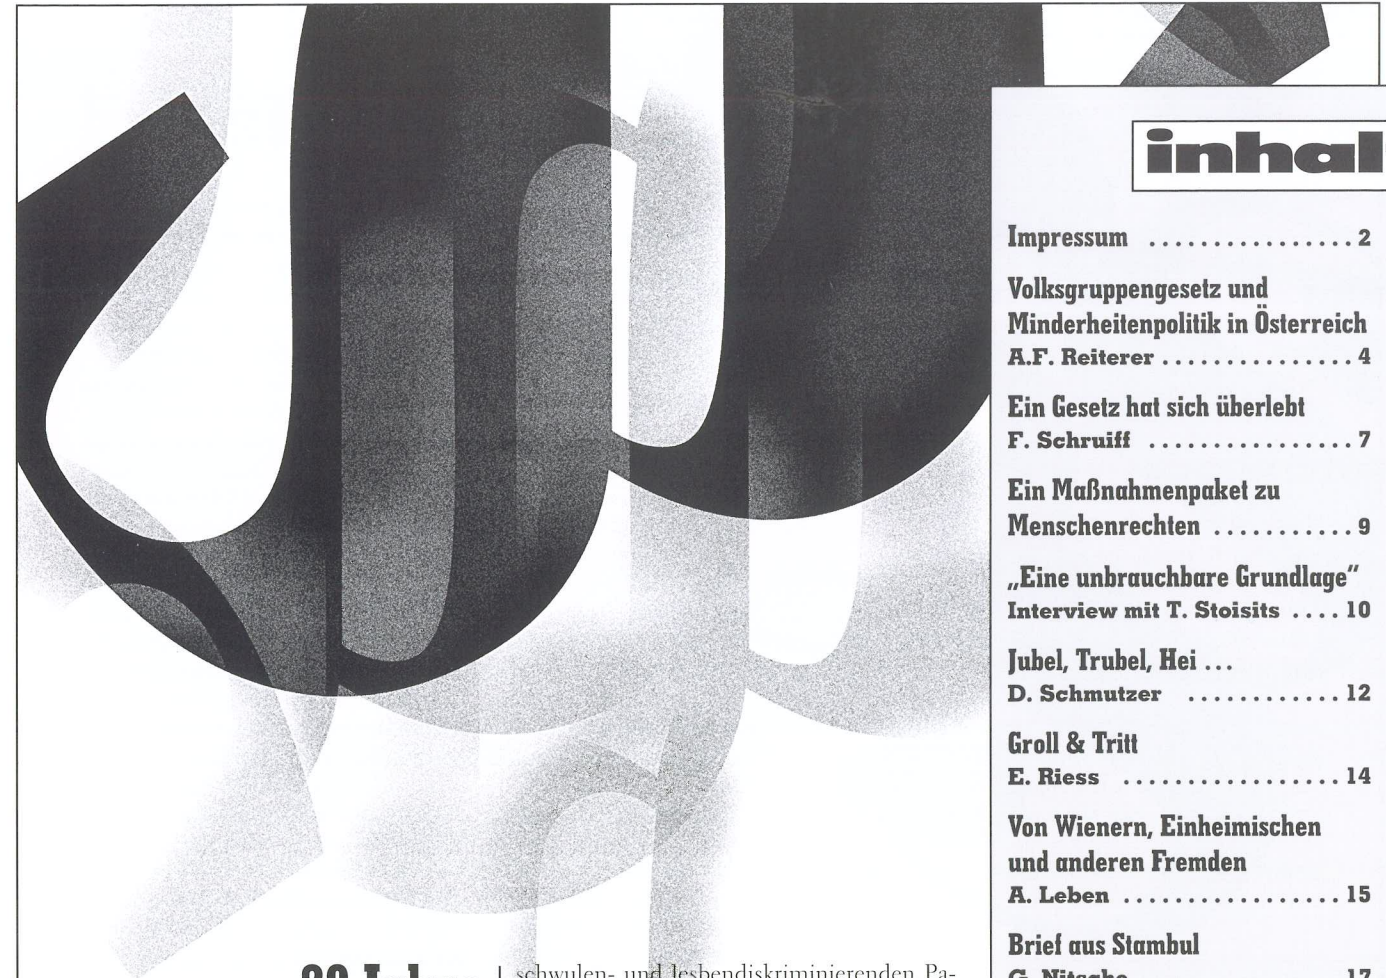 inhal
Impressum ................ 2
Volksgruppengesetz und
Minderheitenpolitik in Österreich
A.F. Reiterer ............... 4
Ein Gesetz hat sich überlebt
F. Schruiff ................ 7
Ein Maßnahmenpaket zu
Menschenrechten ........... 9
„Eine unbrauchbare Grundlage“
Interview mit T. Stoisits .... 10
Jubel, Trubel, Hei ...
D. Schmutzer ............ 12
Groll & Tritt
E. Riess ................. 14
Von Wienern, Einheimischen
und anderen Fremden
A. Leben ................. 15
Brief aus Stambul
G. Nitsche 17
schwulen- und lesbendiskriminierenden Pa-